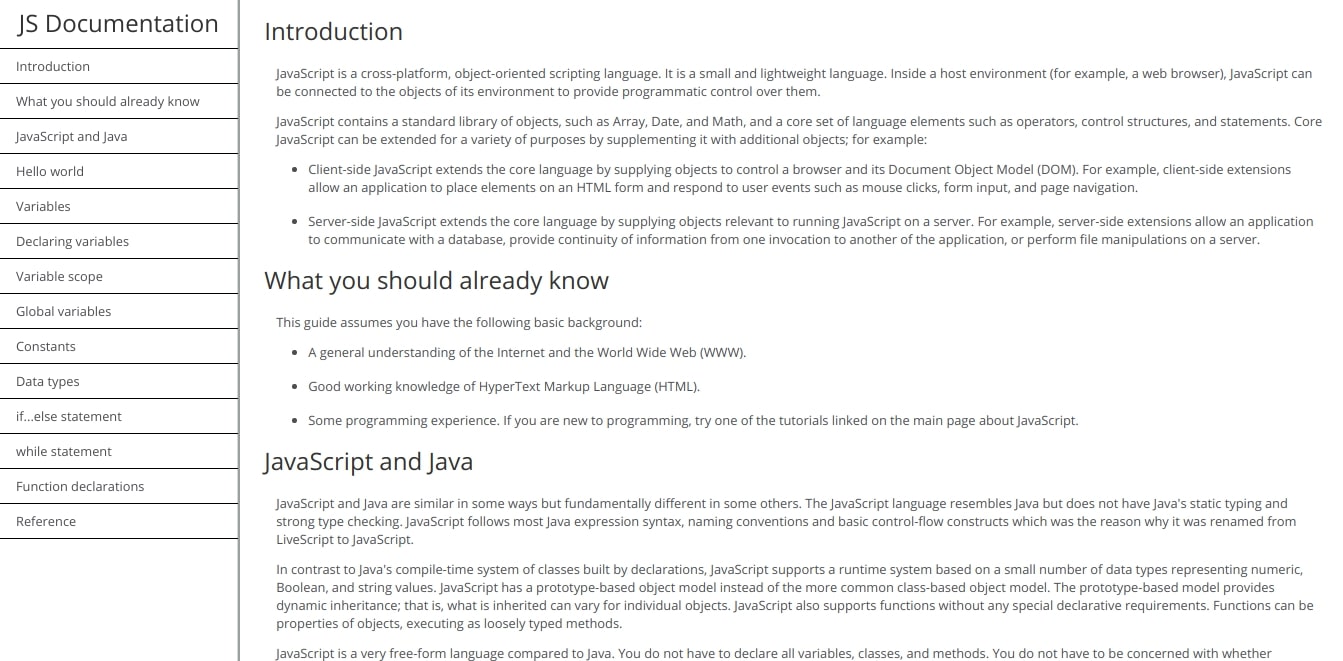 JS Documentation
Introduction
What you should already know
JavaScript and Java
Hello world
Variables
Declaring variables
Variable scope
Global variables
Constants
Data types
if...else statement
while statement
Function declarations
Reference
Introduction
JavaScript is a cross-platform, object-oriented scripting language. It is a small and lightweight language. Inside a host environment (for example, a web browser), JavaScript can
be connected to the objects of its environment to provide programmatic control over them.
JavaScript contains a standard library of objects, such as Array, Date, and Math, and a core set of language elements such as operators, control structures, and statements. Core
JavaScript can be extended for a variety of purposes by supplementing it with additional objects; for example:
• Client-side JavaScript extends the core language by supplying objects to control a browser and its Document Object Model (DOM). For example, client-side extensions
allow an application to place elements on an HTML form and respond to user events such as mouse clicks, form input, and page navigation.
• Server-side JavaScript extends the core language by supplying objects relevant to running JavaScript on a server. For example, server-side extensions allow an application
to communicate with a database, provide continuity of information from one invocation to another of the application, or perform file manipulations on a server.
What you should already know
This guide assumes you have the following basic background:
• A general understanding of the Internet and the World Wide Web (WWW).
• Good working knowledge of HyperText Markup Language (HTML).
• Some programming experience. If you are new to programming, try one of the tutorials linked on the main page about JavaScript.
JavaScript and Java
JavaScript and Java are similar in some ways but fundamentally different in some others. The JavaScript language resembles Java but does not have Java's static typing and
strong type checking. JavaScript follows most Java expression syntax, naming conventions and basic control-flow constructs which was the reason why it was renamed from
LiveScript to JavaScript.
In contrast to Java's compile-time system of classes built by declarations, JavaScript supports a runtime system based on a small number of data types representing numeric,
Boolean, and string values. JavaScript has a prototype-based object model instead of the more common class-based object model. The prototype-based model provides
dynamic inheritance; that is, what is inherited can vary for individual objects. JavaScript also supports functions without any special declarative requirements. Functions can be
properties of objects, executing as loosely typed methods.
JavaScript is a very free-form language compared to Java. You do not have to declare all variables, classes, and methods. You do not have to be concerned with whether